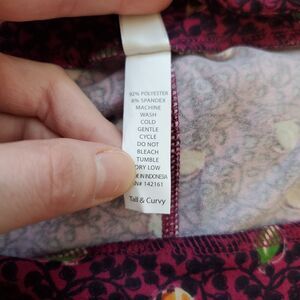 92% POLYESTER
8% SPANDEX
MACHINE
WASH
COLD
GENTLE
CYCLE
DO NOT
BLEACH
TUMBLE
DRY LOW
IN INDONESIA
# 142161
Tall & Curvy